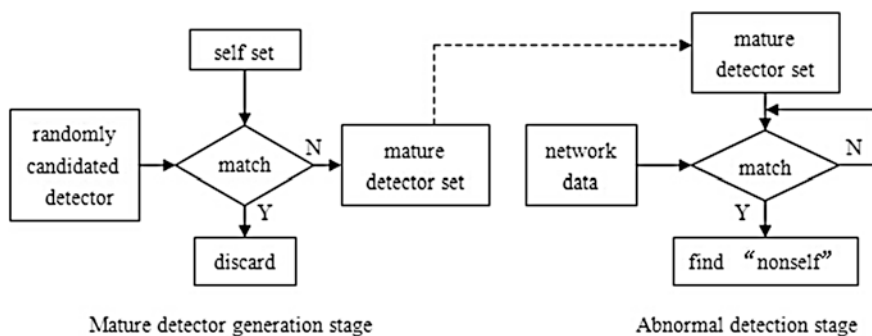 self set
randomly
candidated
detector
match
N
Y
discard
mature
detector set
Mature detector generation stage
mature
detector set
network
data
match
N
Y
find “nonself”
Abnormal detection stage